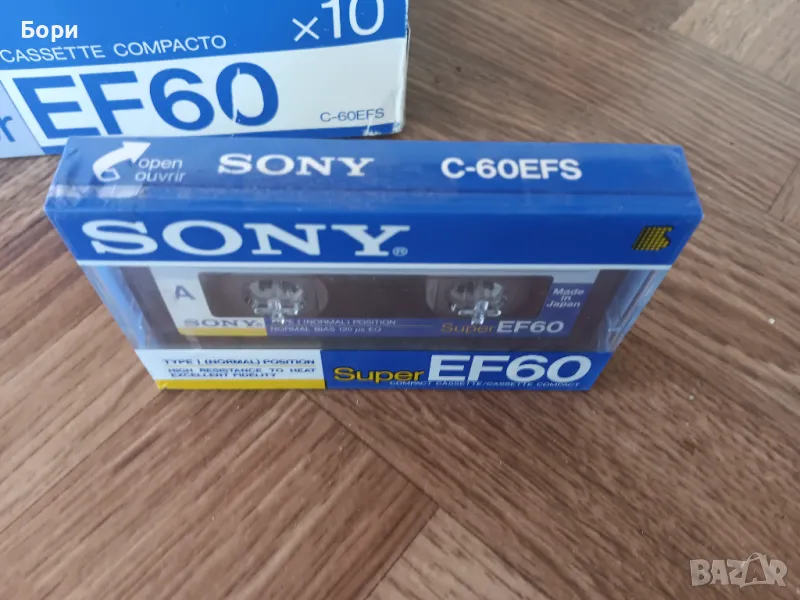 Бори
×10
CASSETTE COMPACTO
EF60
C-60EFS
open
ouvrir
SONY
C-60EFS
SONY®
A
Made in Japan
SONY®
TYPE I (NORMAL) POSITION
NORMAL BIAS 120 µs EQ
Super EF60
TYPE I (NORMAL) POSITION
HIGH RESISTANCE TO HEAT
EXCELLENT FIDELITY
Super EF60
COMPACT CASSETTE/CASSETTE COMPACT
BAZAR